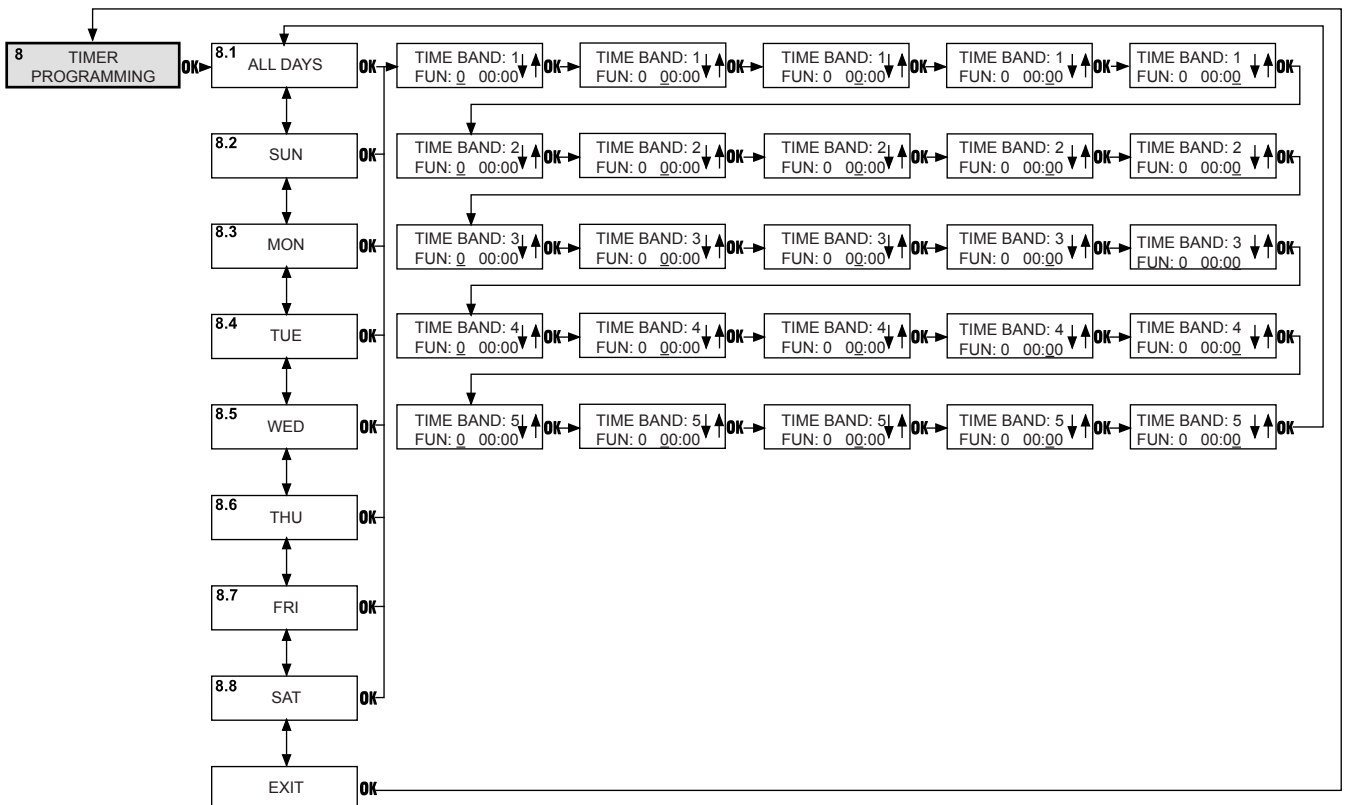 8 TIMER
PROGRAMMING
OK
8.1
ALL DAYS
OK
TIME BAND: 1
FUN: 0 00:00
OK
TIME BAND: 1
FUN: 0 00:00
OK
TIME BAND: 1
FUN: 0 00:00
OK
TIME BAND: 1
FUN: 0 00:00
OK
TIME BAND: 1
FUN: 0 00:00
OK
8.2
SUN
OK
TIME BAND: 2
FUN: 0 00:00
OK
TIME BAND: 2
FUN: 0 00:00
OK
TIME BAND: 2
FUN: 0 00:00
OK
TIME BAND: 2
FUN: 0 00:00
OK
TIME BAND: 2
FUN: 0 00:00
OK
8.3
MON
OK
TIME BAND: 3
FUN: 0 00:00
OK
TIME BAND: 3
FUN: 0 00:00
OK
TIME BAND: 3
FUN: 0 00:00
OK
TIME BAND: 3
FUN: 0 00:00
OK
TIME BAND: 3
FUN: 0 00:00
OK
8.4
TUE
OK
TIME BAND: 4
FUN: 0 00:00
OK
TIME BAND: 4
FUN: 0 00:00
OK
TIME BAND: 4
FUN: 0 00:00
OK
TIME BAND: 4
FUN: 0 00:00
OK
TIME BAND: 4
FUN: 0 00:00
OK
8.5
WED
OK
TIME BAND: 5
FUN: 0 00:00
OK
TIME BAND: 5
FUN: 0 00:00
OK
TIME BAND: 5
FUN: 0 00:00
OK
TIME BAND: 5
FUN: 0 00:00
OK
TIME BAND: 5
FUN: 0 00:00
OK
8.6
THU
OK
8.7
FRI
OK
8.8
SAT
OK
EXIT
OK